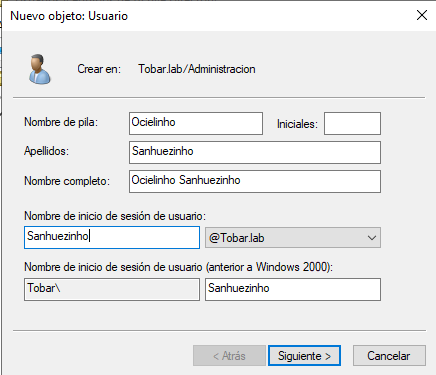 Nuevo objeto: Usuario
Crear en: Tobar.lab/Administracion
Nombre de pila: Ocielinho Iniciales:
Apellidos: Sanhuezinho
Nombre completo: Ocielinho Sanhuezinho
Nombre de inicio de sesión de usuario:
Sanhuezinho @Tobar.lab
Nombre de inicio de sesión de usuario (anterior a Windows 2000):
Tobar\ Sanhuezinho
< Atrás Siguiente > Cancelar